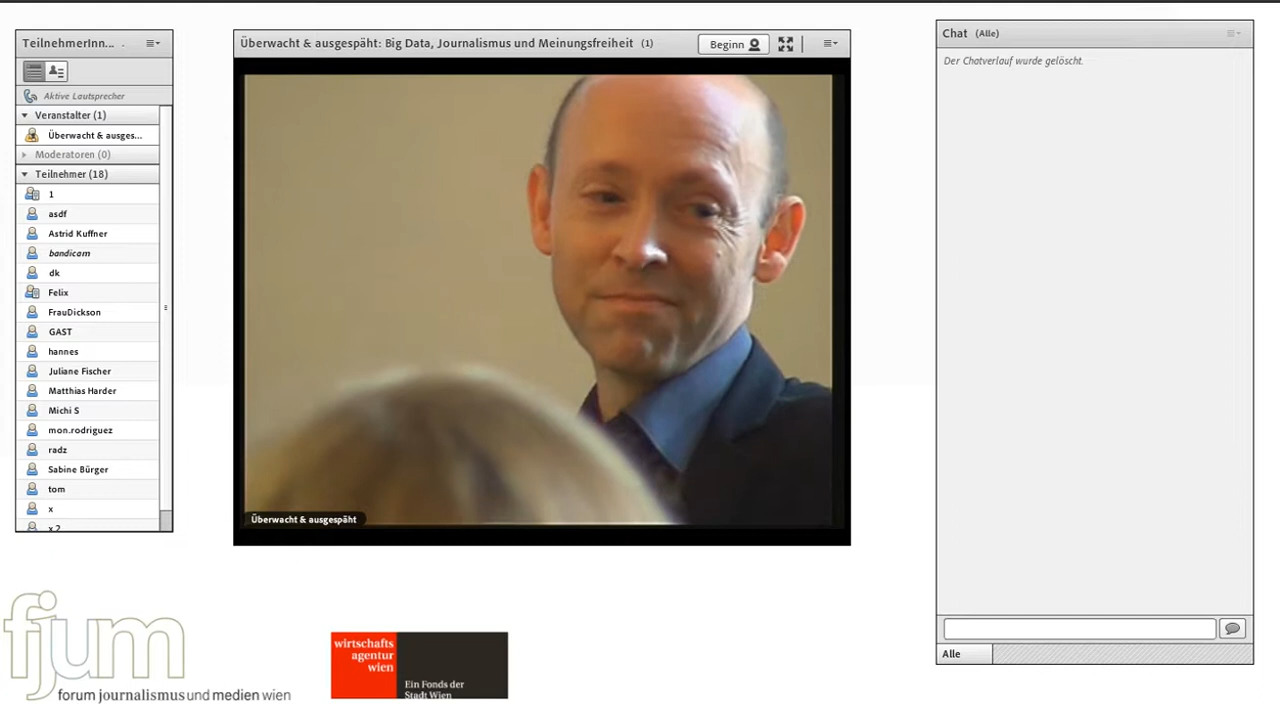 TeilnehmerInn... .
Aktive Lautsprecher
Veranstalter (1)
Überwacht & ausges...
Moderatoren (0)
Teilnehmer (18)
1
asdf
Astrid Kuffner
bandicam
dk
Felix
FrauDickson
GAST
hannes
Juliane Fischer
Matthias Harder
Michi S
mon.rodriguez
radz
Sabine Bürger
tom
x
x 2
Überwacht & ausgespäht: Big Data, Journalismus und Meinungsfreiheit (1)
Beginn
Überwacht & ausgespäht
Chat (Alle)
Der Chatverlauf wurde gelöscht.
Alle
fjum
forum journalismus und medien wien
wirtschafts
agentur
wien
Ein Fonds der
Stadt Wien